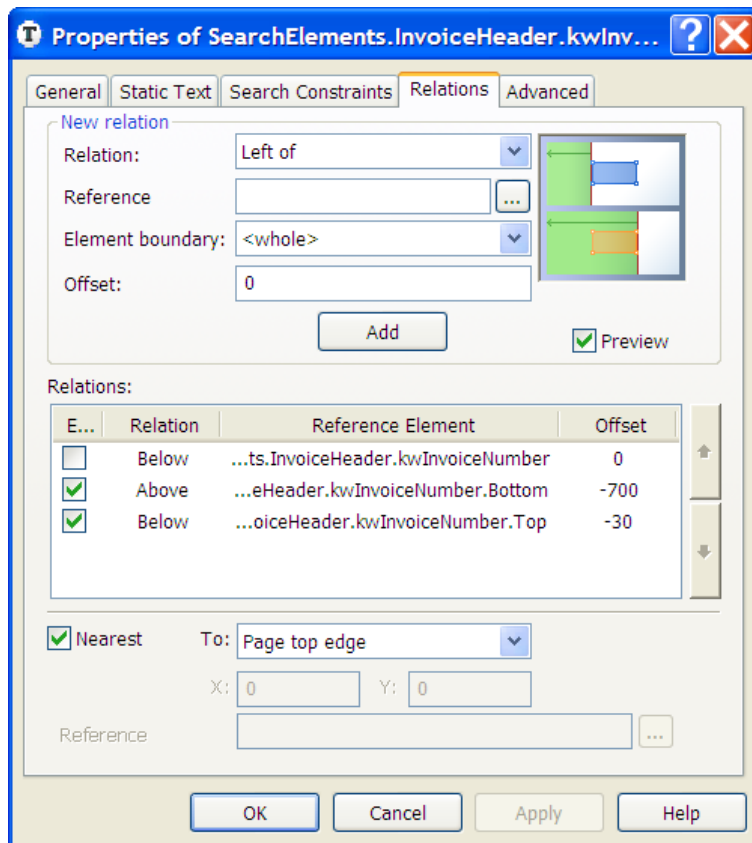 Properties of SearchElements.InvoiceHeader.kwInv... ?
General Static Text Search Constraints Relations Advanced
New relation
Relation: Left of
Reference ...
Element boundary: <whole>
Offset: 0
Add Preview
Relations:
E... Relation Reference Element Offset
Below ...ts.InvoiceHeader.kwInvoiceNumber 0
Above ...eHeader.kwInvoiceNumber.Bottom -700
Below ...oiceHeader.kwInvoiceNumber.Top -30
Nearest To: Page top edge
X: 0 Y: 0
Reference ...
OK Cancel Apply Help